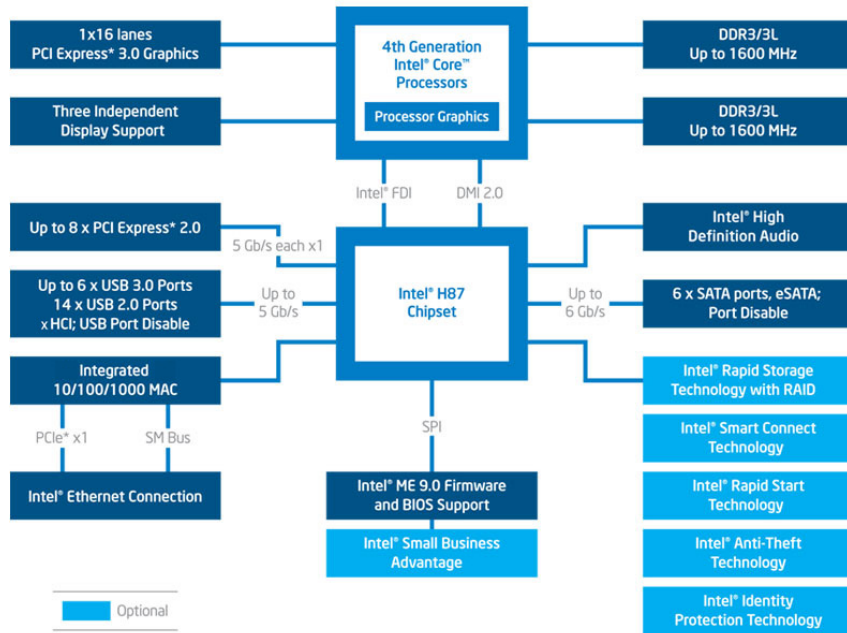 1x16 lanes
PCI Express* 3.0 Graphics
4th Generation
Intel® Core™
Processors
Processor Graphics
DDR3/3L
Up to 1600 MHz
Three Independent
Display Support
DDR3/3L
Up to 1600 MHz
Intel® FDI
DMI 2.0
Up to 8 x PCI Express* 2.0
5 Gb/s each x1
Intel® High
Definition Audio
Up to 6 x USB 3.0 Ports
14 x USB 2.0 Ports
xHCI; USB Port Disable
Up to
5 Gb/s
Intel® H87
Chipset
Up to
6 Gb/s
6 x SATA ports, eSATA;
Port Disable
Integrated
10/100/1000 MAC
Intel® Rapid Storage
Technology with RAID
PCIe* x1
SM Bus
SPI
Intel® Smart Connect
Technology
Intel® Ethernet Connection
Intel® ME 9.0 Firmware
and BIOS Support
Intel® Rapid Start
Technology
Intel® Small Business
Advantage
Intel® Anti-Theft
Technology
Optional
Intel® Identity
Protection Technology